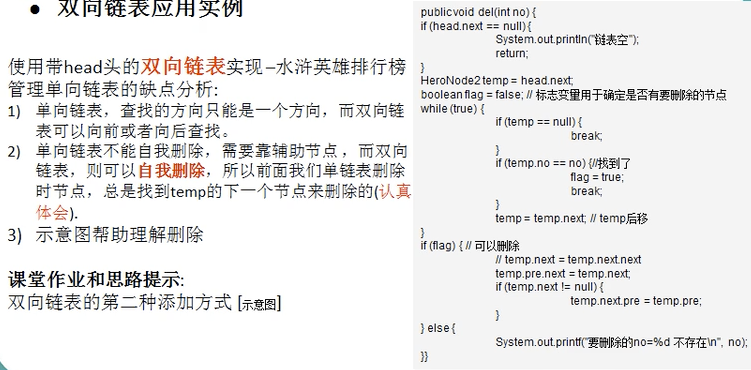 ● 双向链表应用实例
使用带head头的双向链表实现 –水浒英雄排行榜
管理单向链表的缺点分析:
1) 单向链表，查找的方向只能是一个方向，而双向链
表可以向前或者向后查找。
2) 单向链表不能自我删除，需要靠辅助节点 ，而双向
链表，则可以自我删除，所以前面我们单链表删除
时节点，总是找到temp的下一个节点来删除的(认真
体会).
3) 示意图帮助理解删除
课堂作业和思路提示:
双向链表的第二种添加方式 [示意图]
publicvoid del(int no) {
if (head.next == null) {
System.out.println("链表空");
return;
}
HeroNode2 temp = head.next;
boolean flag = false; // 标志变量用于确定是否有要删除的节点
while (true) {
if (temp == null) {
break;
}
if (temp.no == no) {//找到了
flag = true;
break;
}
temp = temp.next; // temp后移
}
if (flag) { // 可以删除
// temp.next = temp.next.next
temp.pre.next = temp.next;
if (temp.next != null) {
temp.next.pre = temp.pre;
}
} else {
System.out.printf("要删除的no=%d 不存在\n", no);
}}